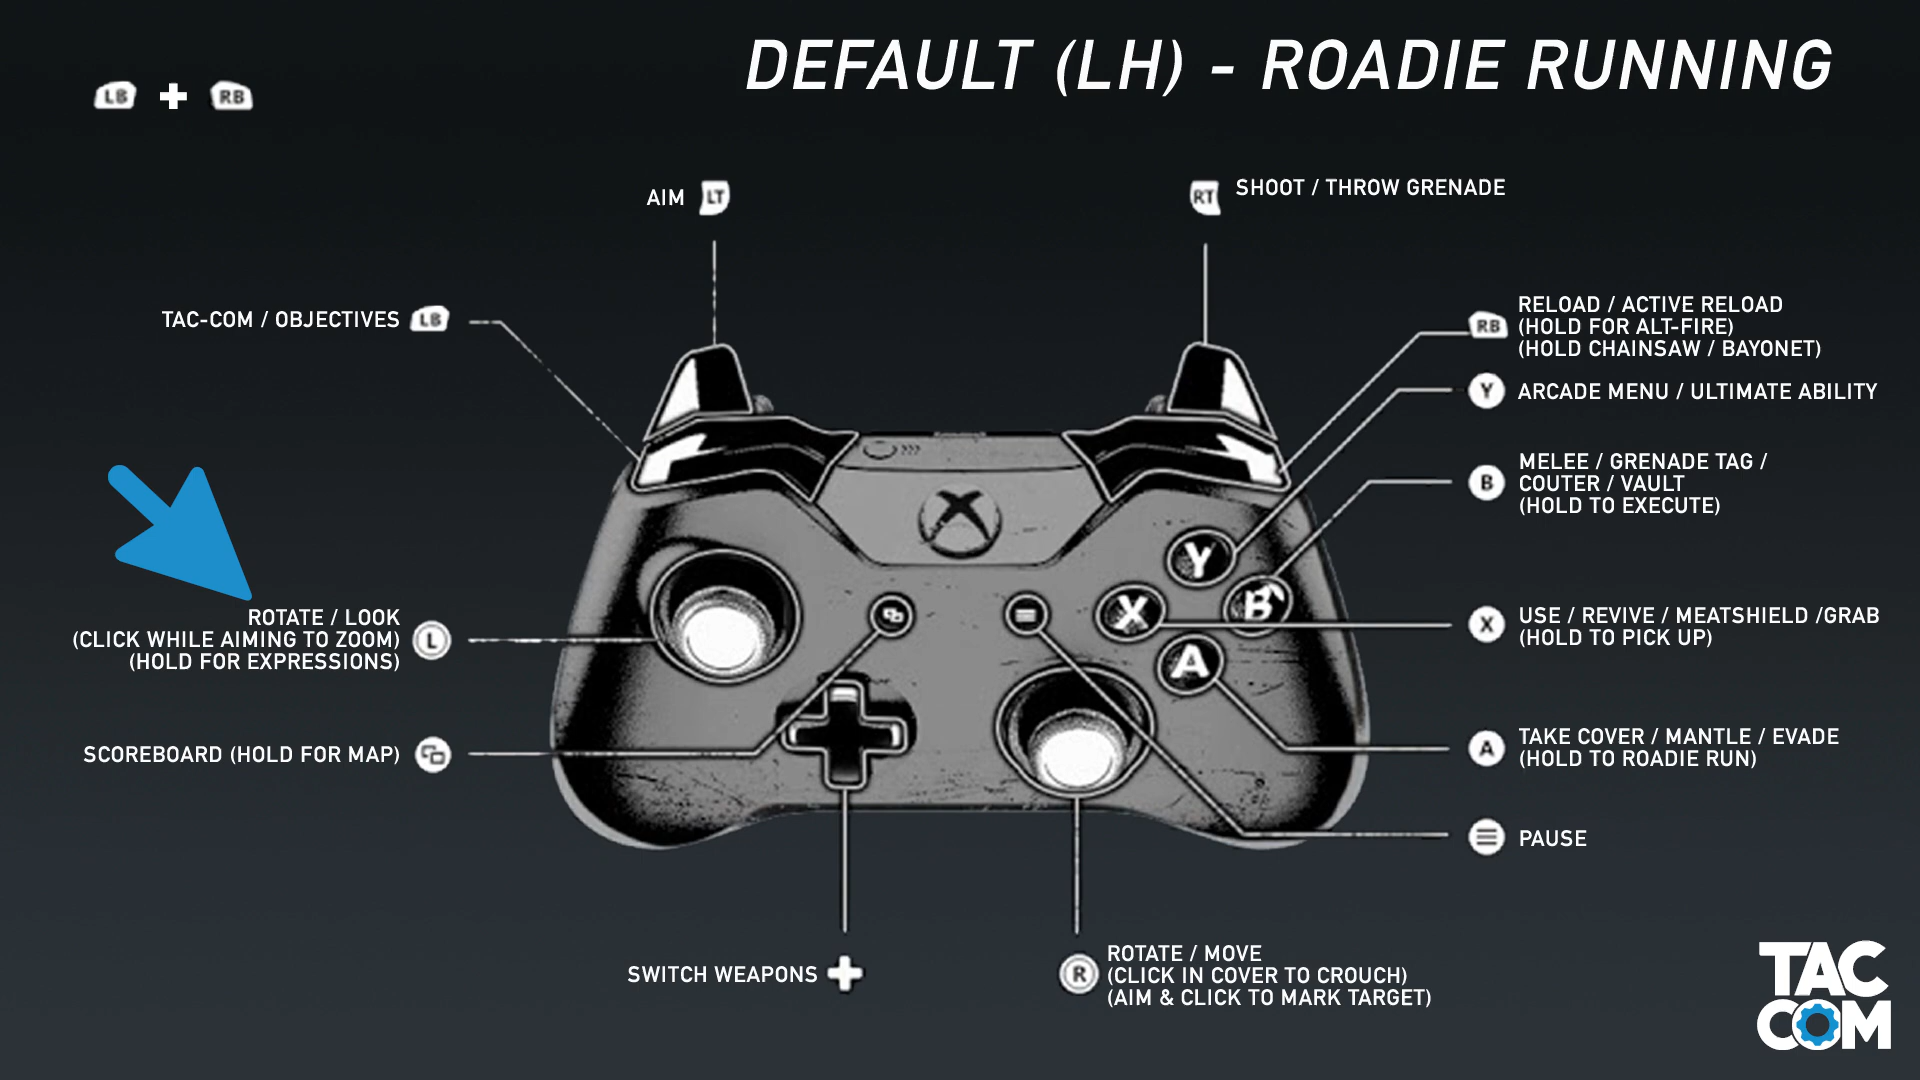 DEFAULT (LH) - ROADIE RUNNING
LB + RB
AIM LT
RT SHOOT / THROW GRENADE
TAC-COM / OBJECTIVES LB
RB RELOAD / ACTIVE RELOAD
(HOLD FOR ALT-FIRE)
(HOLD CHAINSAW / BAYONET)
Y ARCADE MENU / ULTIMATE ABILITY
B MELEE / GRENADE TAG /
COUTER / VAULT
(HOLD TO EXECUTE)
Y
B
X
A
ROTATE / LOOK
(CLICK WHILE AIMING TO ZOOM) L
(HOLD FOR EXPRESSIONS)
X USE / REVIVE / MEATSHIELD /GRAB
(HOLD TO PICK UP)
SCOREBOARD (HOLD FOR MAP)
A TAKE COVER / MANTLE / EVADE
(HOLD TO ROADIE RUN)
PAUSE
SWITCH WEAPONS
R ROTATE / MOVE
(CLICK IN COVER TO CROUCH)
(AIM & CLICK TO MARK TARGET)
TAC
COM